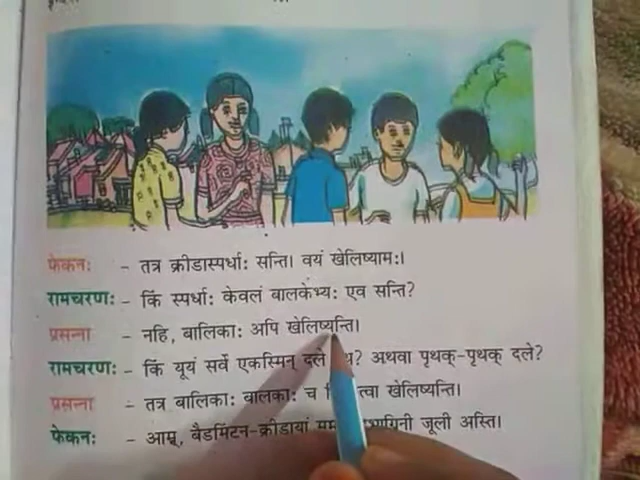 फेकनः – तत्र क्रीडास्पर्धाः सन्ति। वयं खेलिष्यामः।
रामचरणः – किं स्पर्धाः केवलं बालकेभ्यः एव सन्ति?
प्रसन्ना – नहि, बालिकाः अपि खेलिष्यन्ति।
रामचरणः – किं यूयं सर्वे एकस्मिन् दले ? अथवा पृथक्-पृथक् दले?
प्रसन्ना – तत्र बालिकाः बालकाः च खेलिष्यन्ति।
फेकनः – आम्, बैडमिंटन-क्रीडायां जूली अस्ति।